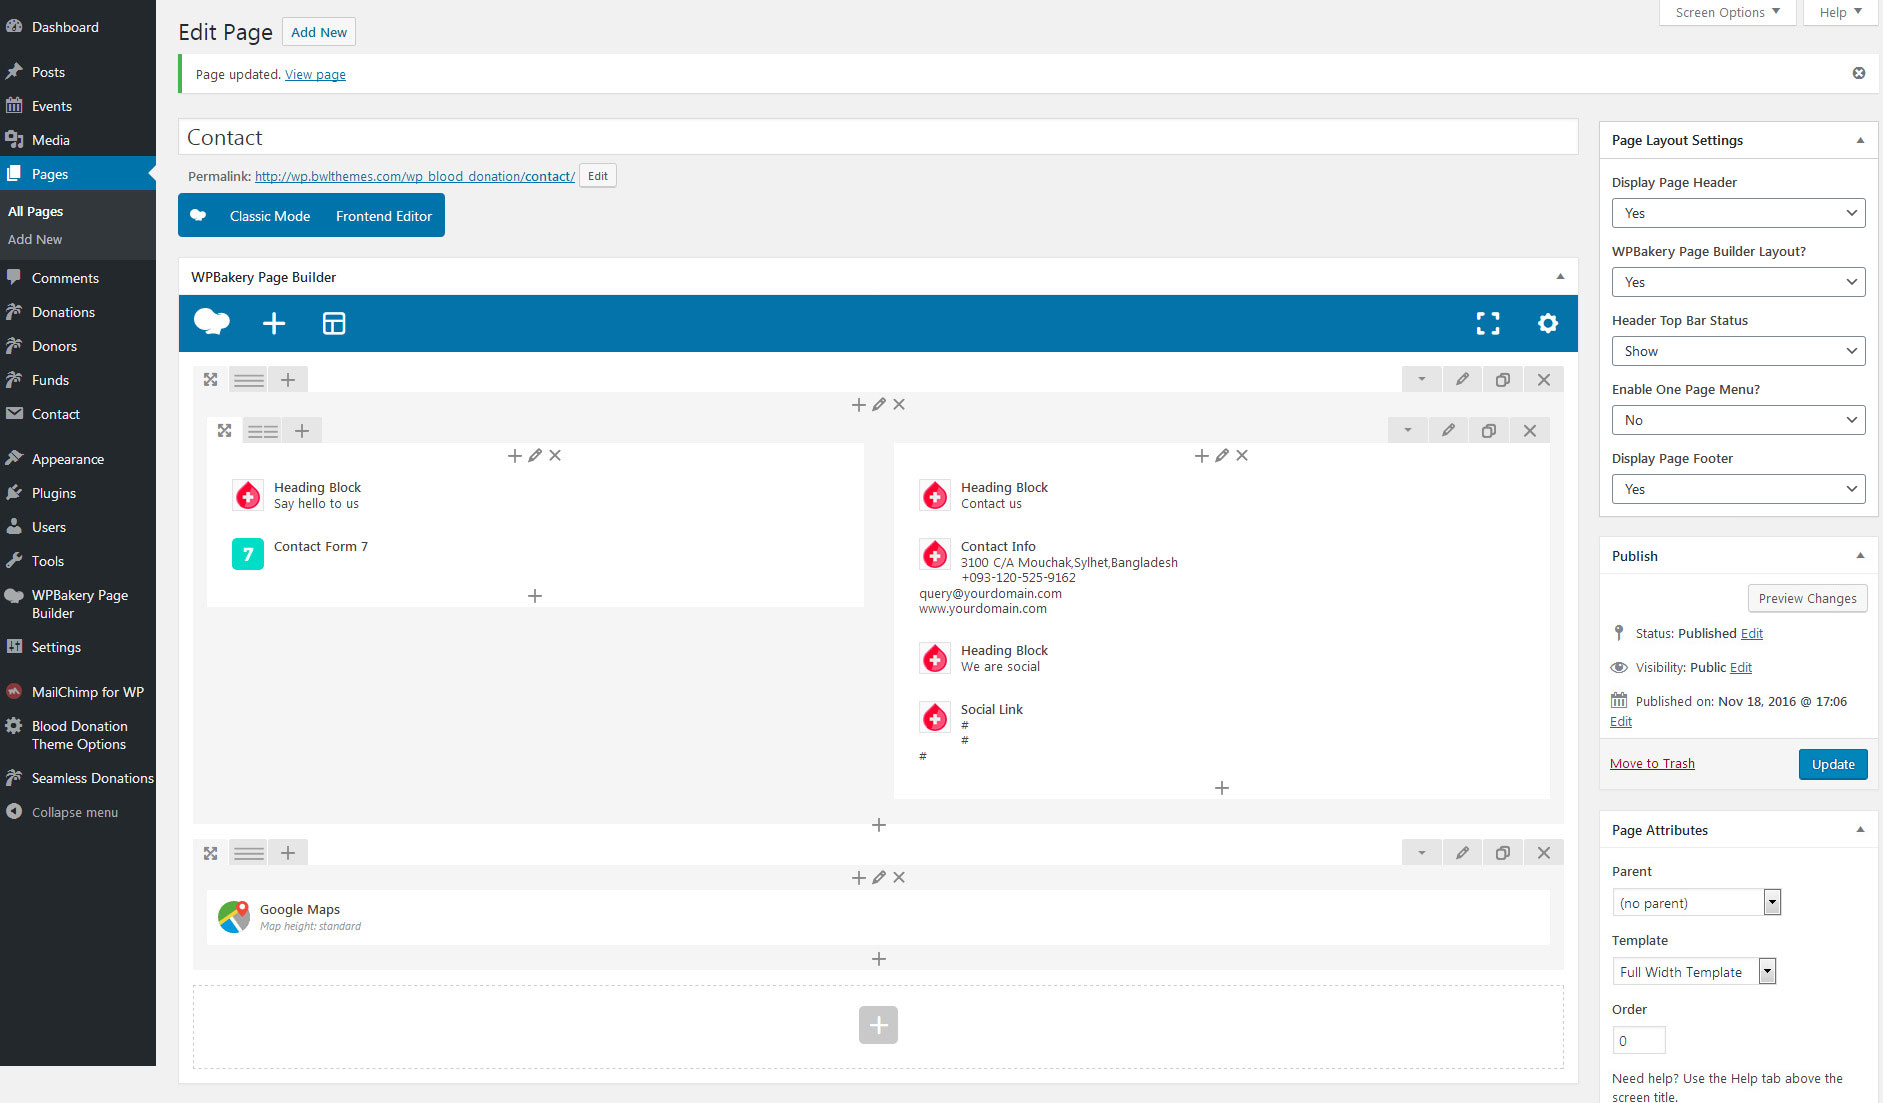 Dashboard
Posts
Events
Media
Pages
All Pages
Add New
Comments
Donations
Donors
Funds
Contact
Appearance
Plugins
Users
Tools
WPBakery Page
Builder
Settings
MailChimp for WP
Blood Donation
Theme Options
Seamless Donations
Collapse menu
Screen Options
Help
Edit Page
Add New
Page updated. View page
Contact
Permalink: http://wp.bwlthemes.com/wp_blood_donation/contact/ Edit
Classic Mode
Frontend Editor
WPBakery Page Builder
Heading Block
Say hello to us
7
Contact Form 7
Heading Block
Contact us
Contact Info
3100 C/A Mouchak,Sylhet,Bangladesh
+093-120-525-9162
query@yourdomain.com
www.yourdomain.com
Heading Block
We are social
Social Link
#
#
#
Google Maps
Map height: standard
Page Layout Settings
Display Page Header
Yes
WPBakery Page Builder Layout?
Yes
Header Top Bar Status
Show
Enable One Page Menu?
No
Display Page Footer
Yes
Publish
Preview Changes
Status: Published Edit
Visibility: Public Edit
Published on: Nov 18, 2016 @ 17:06
Edit
Move to Trash
Update
Page Attributes
Parent
(no parent)
Template
Full Width Template
Order
0
Need help? Use the Help tab above the
screen title.